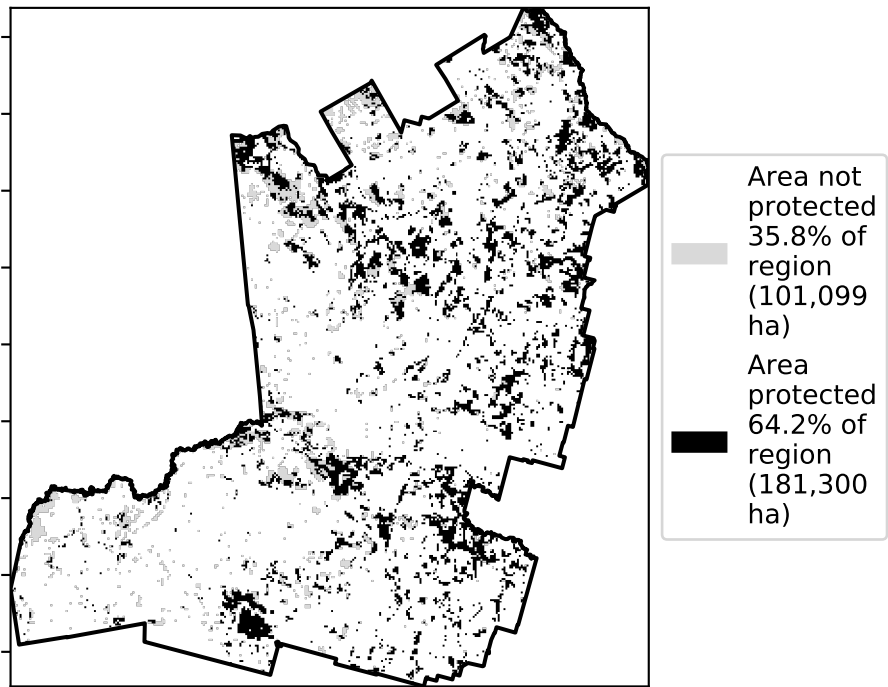 Area not
protected
35.8% of
region
(101,099
ha)
Area
protected
64.2% of
region
(181,300
ha)